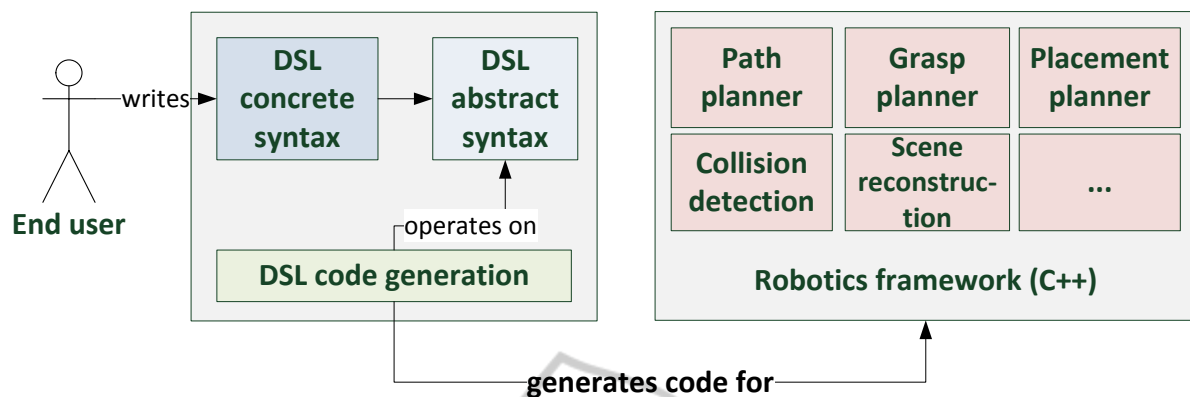 DSL
concrete
syntax
DSL
abstract
syntax
writes
End user
operates on
DSL code generation
Path
planner
Grasp
planner
Placement
planner
Collision
detection
Scene
reconstruc-
tion
...
Robotics framework (C++)
generates code for